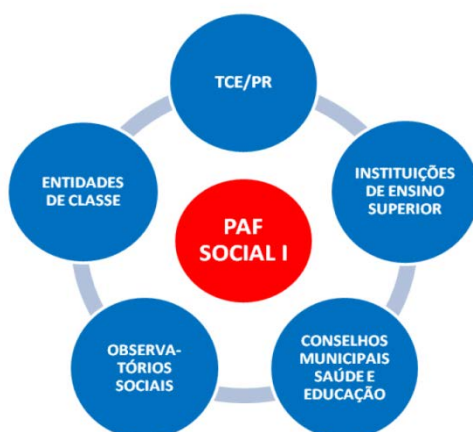 TCE/PR
ENTIDADES
DE CLASSE
INSTITUIÇÕES
DE ENSINO
SUPERIOR
PAF
SOCIAL I
OBSERVA-
TÓRIOS
SOCIAIS
CONSELHOS
MUNICIPAIS
SAÚDE E
EDUCAÇÃO